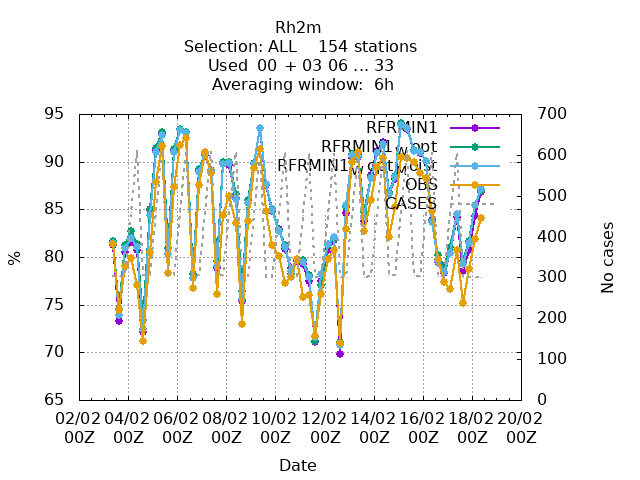 Rh2m
Selection: ALL    154 stations
Used  00 + 03 06 ... 33
Averaging window:  6h
95
90
85
80
75
70
65
%
700
600
500
400
300
200
100
0
No cases
RFRMIN1
RFRMIN1_w_opt
OBS
CASES
02/02 04/02 06/02 08/02 10/02 12/02 14/02 16/02 18/02 20/02
00Z 00Z 00Z 00Z 00Z 00Z 00Z 00Z 00Z 00Z
Date